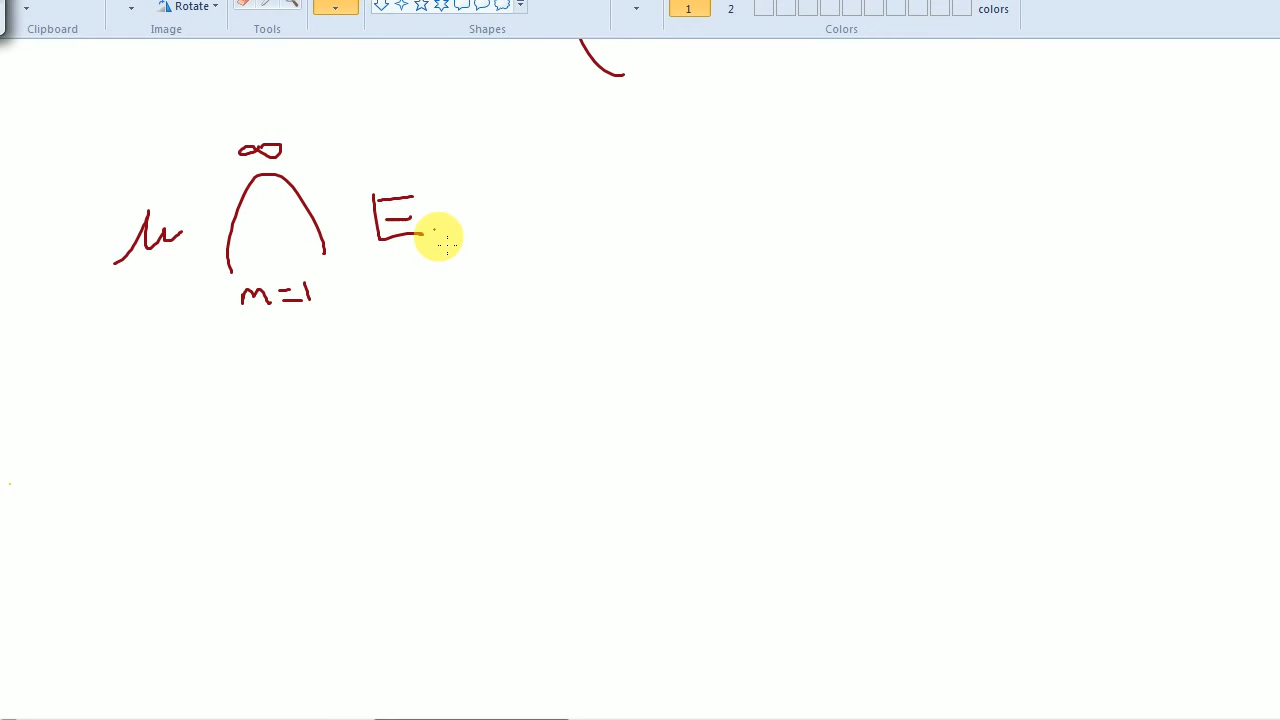 Rotate
1 2 colors
Clipboard Image Tools Shapes Colors
∞
μ ∩ E
m=1